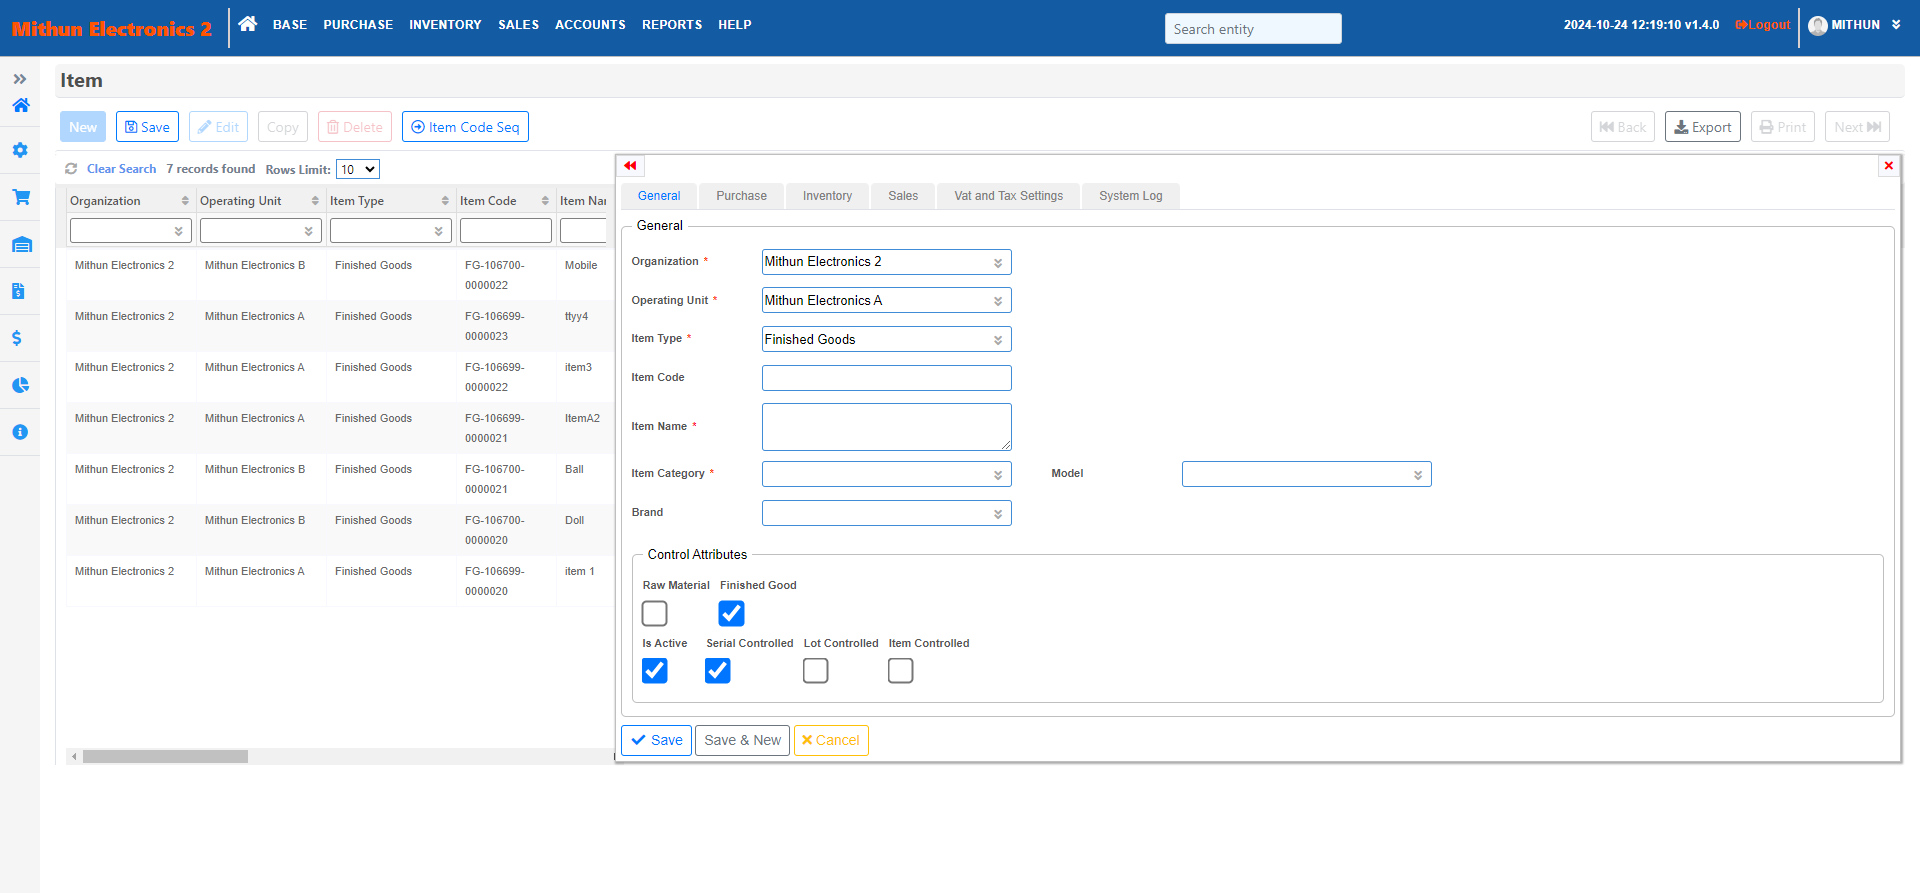 Mithun Electronics 2
BASE PURCHASE INVENTORY SALES ACCOUNTS REPORTS HELP
Search entity
2024-10-24 12:19:10 v1.4.0 Logout MITHUN
Item
New Save Edit Copy Delete Item Code Seq
Back Export Print Next
Clear Search 7 records found Rows Limit: 10
Organization Operating Unit Item Type Item Code Item Nar
Mithun Electronics 2 Mithun Electronics B Finished Goods FG-106700-0000022 Mobile
Mithun Electronics 2 Mithun Electronics A Finished Goods FG-106699-0000023 ttyy4
Mithun Electronics 2 Mithun Electronics A Finished Goods FG-106699-0000022 item3
Mithun Electronics 2 Mithun Electronics A Finished Goods FG-106699-0000021 ItemA2
Mithun Electronics 2 Mithun Electronics B Finished Goods FG-106700-0000021 Ball
Mithun Electronics 2 Mithun Electronics B Finished Goods FG-106700-0000020 Doll
Mithun Electronics 2 Mithun Electronics A Finished Goods FG-106699-0000020 item 1
General Purchase Inventory Sales Vat and Tax Settings System Log
General
Organization * Mithun Electronics 2
Operating Unit * Mithun Electronics A
Item Type * Finished Goods
Item Code
Item Name *
Item Category * Model
Brand
Control Attributes
Raw Material Finished Good
Is Active Serial Controlled Lot Controlled Item Controlled
Save Save & New Cancel